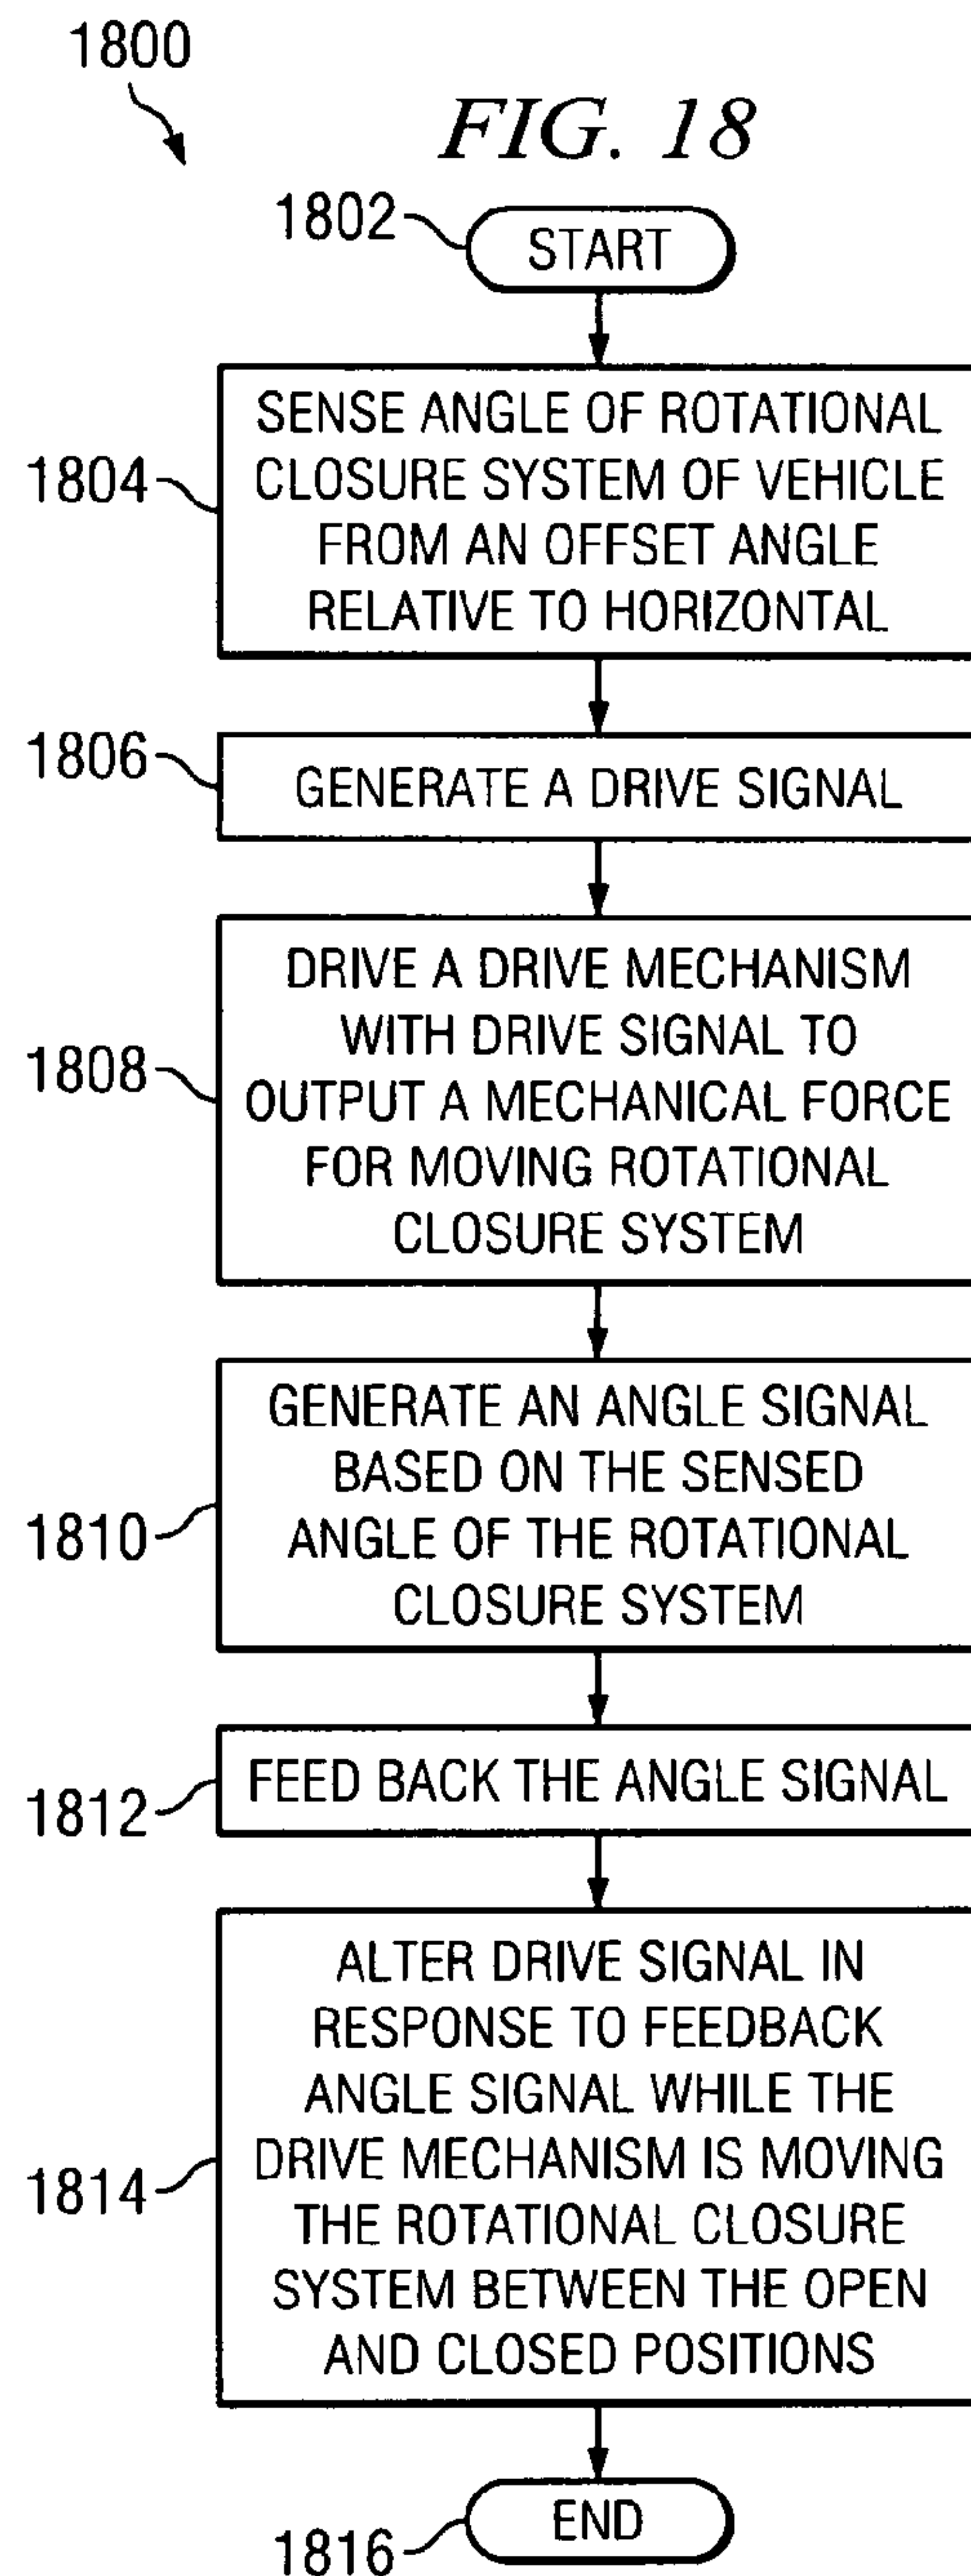 1800
FIG. 18
1802
START
1804
SENSE ANGLE OF ROTATIONAL
CLOSURE SYSTEM OF VEHICLE
FROM AN OFFSET ANGLE
RELATIVE TO HORIZONTAL
1806
GENERATE A DRIVE SIGNAL
1808
DRIVE A DRIVE MECHANISM
WITH DRIVE SIGNAL TO
OUTPUT A MECHANICAL FORCE
FOR MOVING ROTATIONAL
CLOSURE SYSTEM
1810
GENERATE AN ANGLE SIGNAL
BASED ON THE SENSED
ANGLE OF THE ROTATIONAL
CLOSURE SYSTEM
1812
FEED BACK THE ANGLE SIGNAL
1814
ALTER DRIVE SIGNAL IN
RESPONSE TO FEEDBACK
ANGLE SIGNAL WHILE THE
DRIVE MECHANISM IS MOVING
THE ROTATIONAL CLOSURE
SYSTEM BETWEEN THE OPEN
AND CLOSED POSITIONS
1816
END